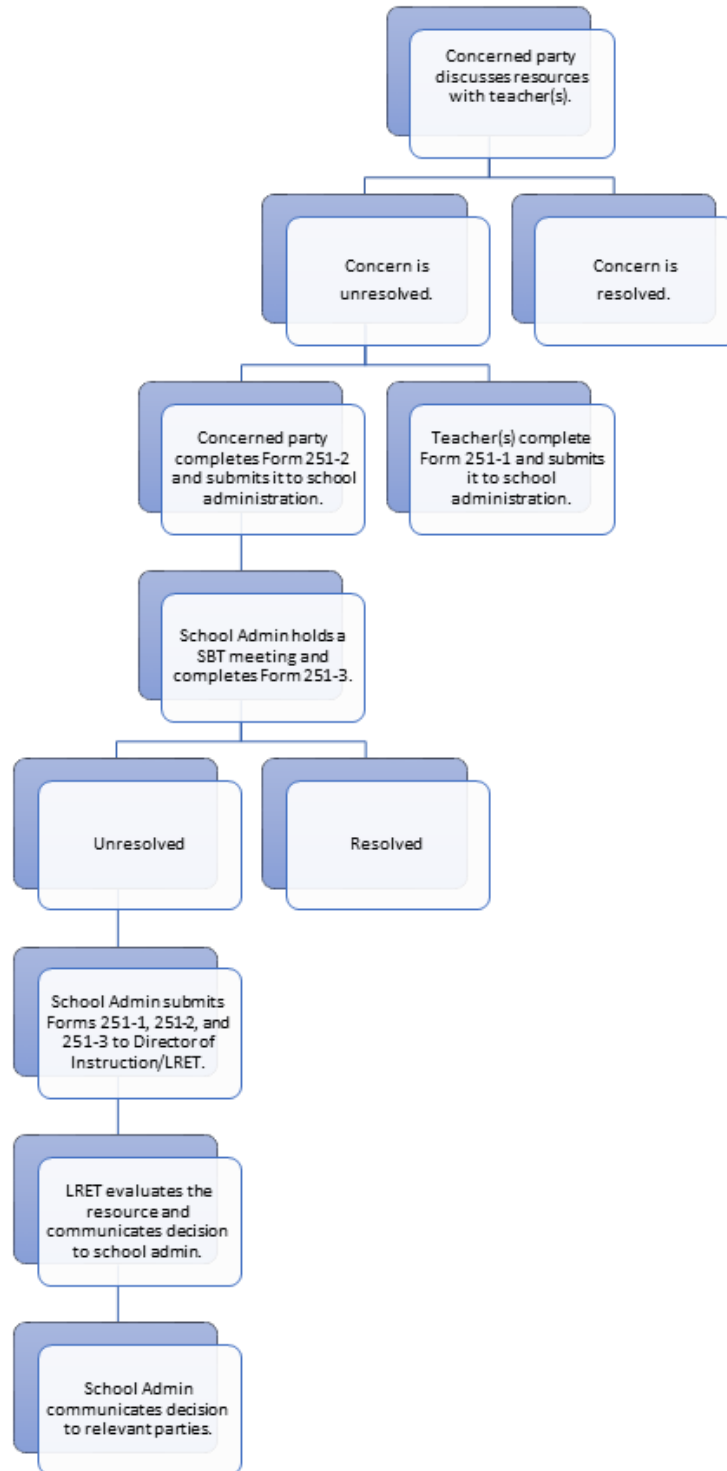 Concerned party
discusses resources
with teacher(s).
Concern is
unresolved.
Concern is
resolved.
Concerned party
completes Form 251-2
and submits it to school
administration.
Teacher(s) complete
Form 251-1 and submits
it to school
administration.
School Admin holds a
SBT meeting and
completes Form 251-3.
Unresolved
Resolved
School Admin submits
Forms 251-1, 251-2, and
251-3 to Director of
Instruction/LRET.
LRET evaluates the
resource and
communicates decision
to school admin.
School Admin
communicates decision
to relevant parties.